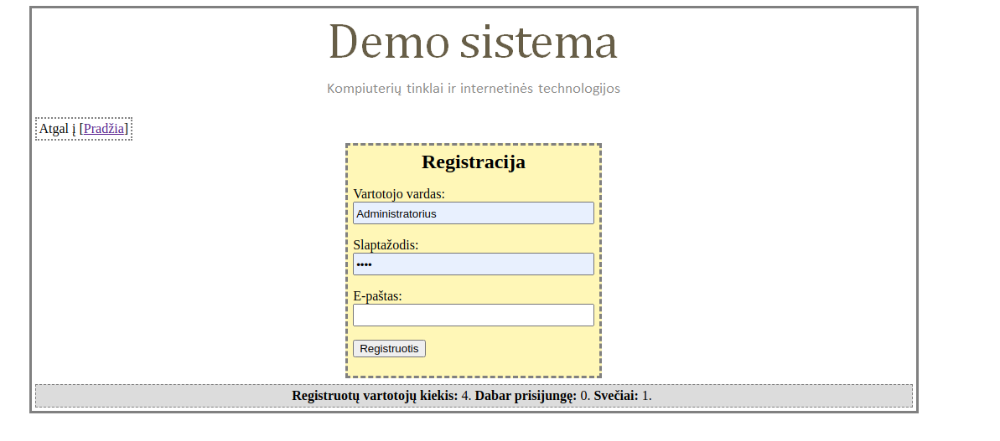 Demo sistema
Kompiuterių tinklai ir internetinės technologijos
Atgal į [Pradžia]
Registracija
Vartotojo vardas:
Administratorius
Slaptažodis:
••••
E-paštas:
Registruotis
Registruotų vartotojų kiekis: 4. Dabar prisijungę: 0. Svečiai: 1.